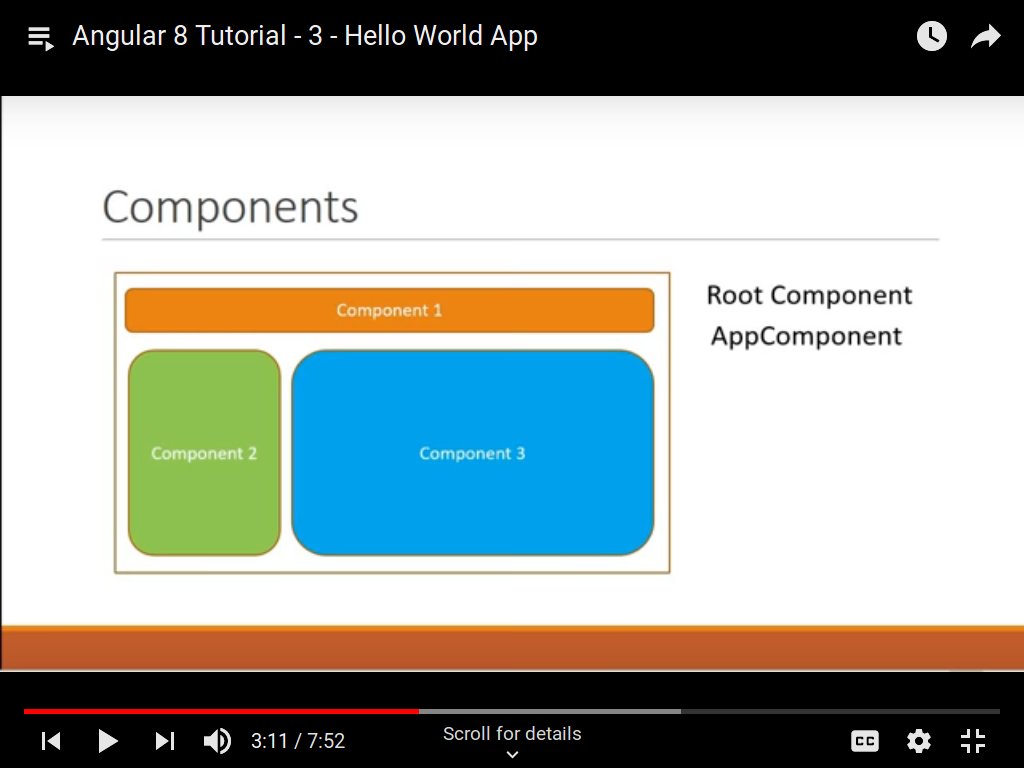 Angular 8 Tutorial - 3 - Hello World App
Components
Component 1
Component 2
Component 3
Root Component
AppComponent
3:11 / 7:52
Scroll for details
CC